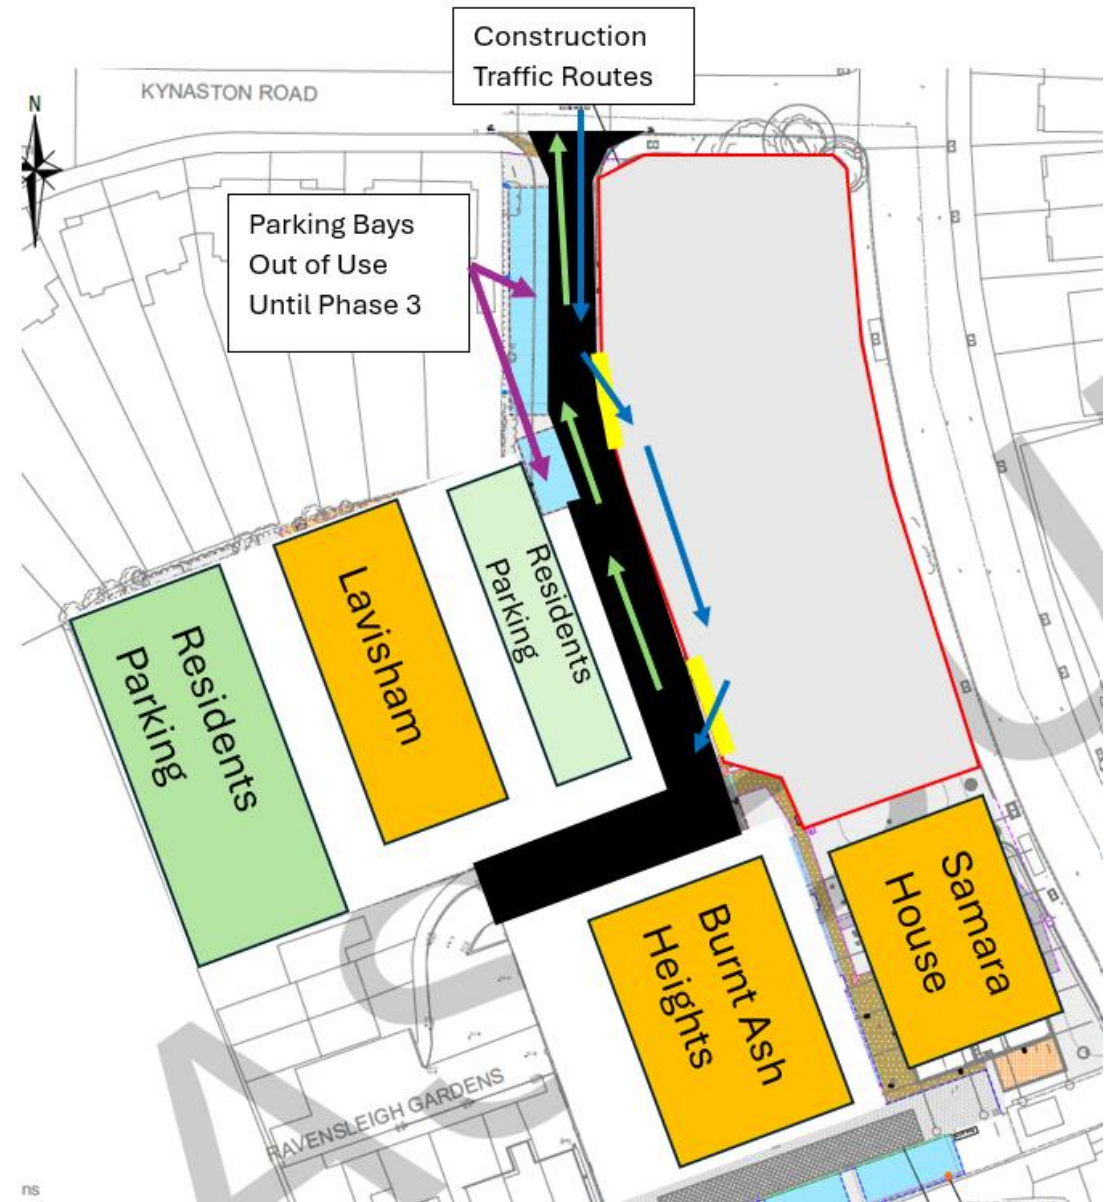 Construction
Traffic Routes
KYNASTON ROAD
N
Parking Bays
Out of Use
Until Phase 3
Residents
Parking
Lavisham
Residents
Parking
Samara
House
Burnt Ash
Heights
RAVENSLEIGH GARDENS
ns